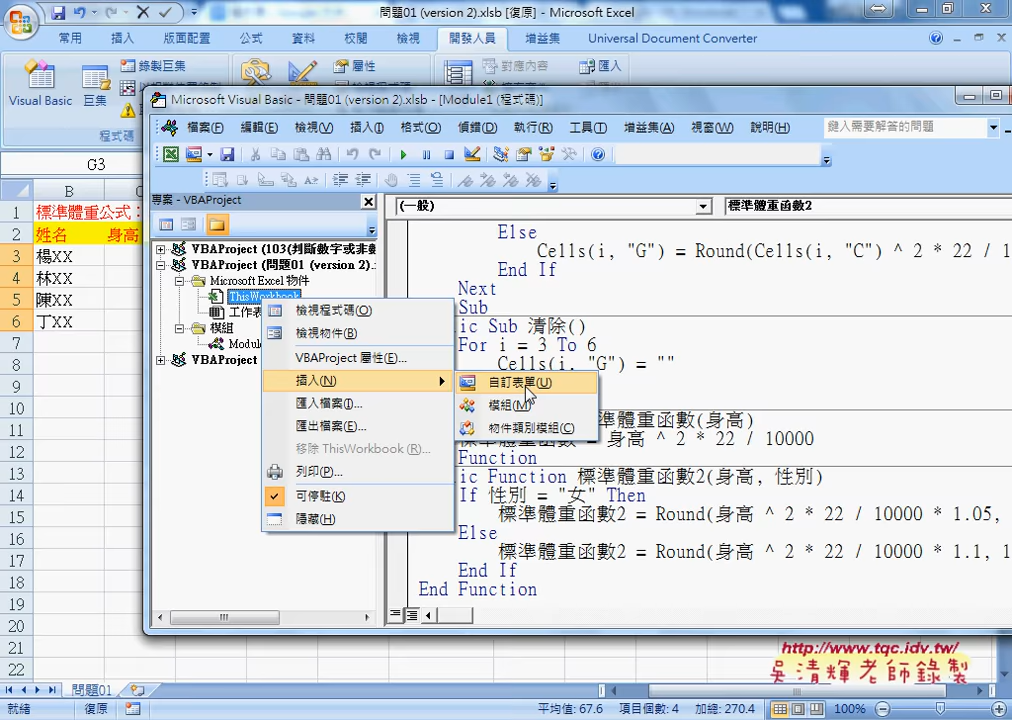 問題01 (version 2).xlsb [復原] - Microsoft Excel
常用 插入 版面配置 公式 資料 校閱 檢視 開發人員 增益集 Universal Document Converter
Visual Basic 巨集 錄製巨集 屬性 對應內容 匯入
程式碼
Microsoft Visual Basic - 問題01 (version 2).xlsb - [Module1 (程式碼)]
檔案(F) 編輯(E) 檢視(V) 插入(I) 格式(O) 偵錯(D) 執行(R) 工具(T) 增益集(A) 視窗(W) 說明(H) 鍵入需要解答的問題
G3
專案 - VBAProject
(一般) 標準體重函數2
B
1 標準體重公式：
2 姓名 身高
3 楊XX
4 林XX
5 陳XX
6 丁XX
7
8
9
10
11
12
13
14
15
16
17
18
19
20
21
22
VBAProject (103(判斷數字或非數
VBAProject (問題01 (version 2).
Microsoft Excel 物件
ThisWorkbook
工作表
模組
Modu
VBAProject
檢視程式碼(O)
檢視物件(B)
VBAProject 屬性(E)...
插入(N)
匯入檔案(I)...
匯出檔案(E)...
移除 ThisWorkbook (R)...
列印(P)...
可停駐(K)
隱藏(H)
自訂表單(U)
模組(M)
物件類別模組(C)
Else
Cells(i, "G") = Round(Cells(i, "C") ^ 2 * 22 / 1
End If
Next
Sub
ic Sub 清除()
For i = 3 To 6
Cells(i, "G") = ""
標準體重函數(身高)
= 身高 ^ 2 * 22 / 10000
Function
ic Function 標準體重函數2(身高, 性別)
If 性別 = "女" Then
標準體重函數2 = Round(身高 ^ 2 * 22 / 10000 * 1.05,
Else
標準體重函數2 = Round(身高 ^ 2 * 22 / 10000 * 1.1, 1
End If
End Function
http://www.tqc.idv.tw/
吳清輝老師錄製
問題01
就緒 復原 平均值: 67.6 項目個數: 4 加總: 270.4 100%